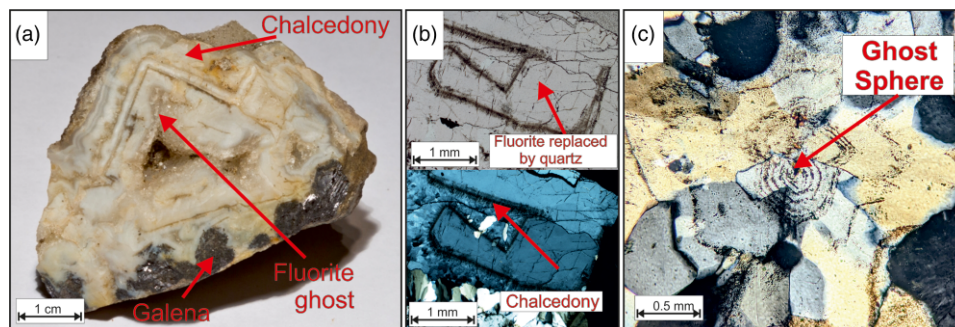 (a)
Chalcedony
Fluorite
ghost
Galena
1 cm
(b)
Fluorite replaced
by quartz
1 mm
Chalcedony
1 mm
(c)
Ghost
Sphere
0.5 mm